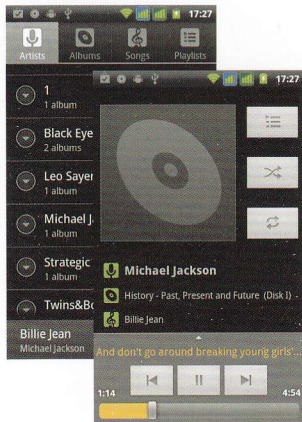 17:27
Artists
Albums
Songs
Playlists
1
1 album
Black Eye
2 albums
Leo Sayer
1 album
Michael J
1 album
Strategic
1 album
Twins&Bo
Billie Jean
Michael Jackson
17:27
Michael Jackson
History - Past, Present and Future (Disk I) -
Billie Jean
And don't go around breaking young girls'...
1:14
4:54